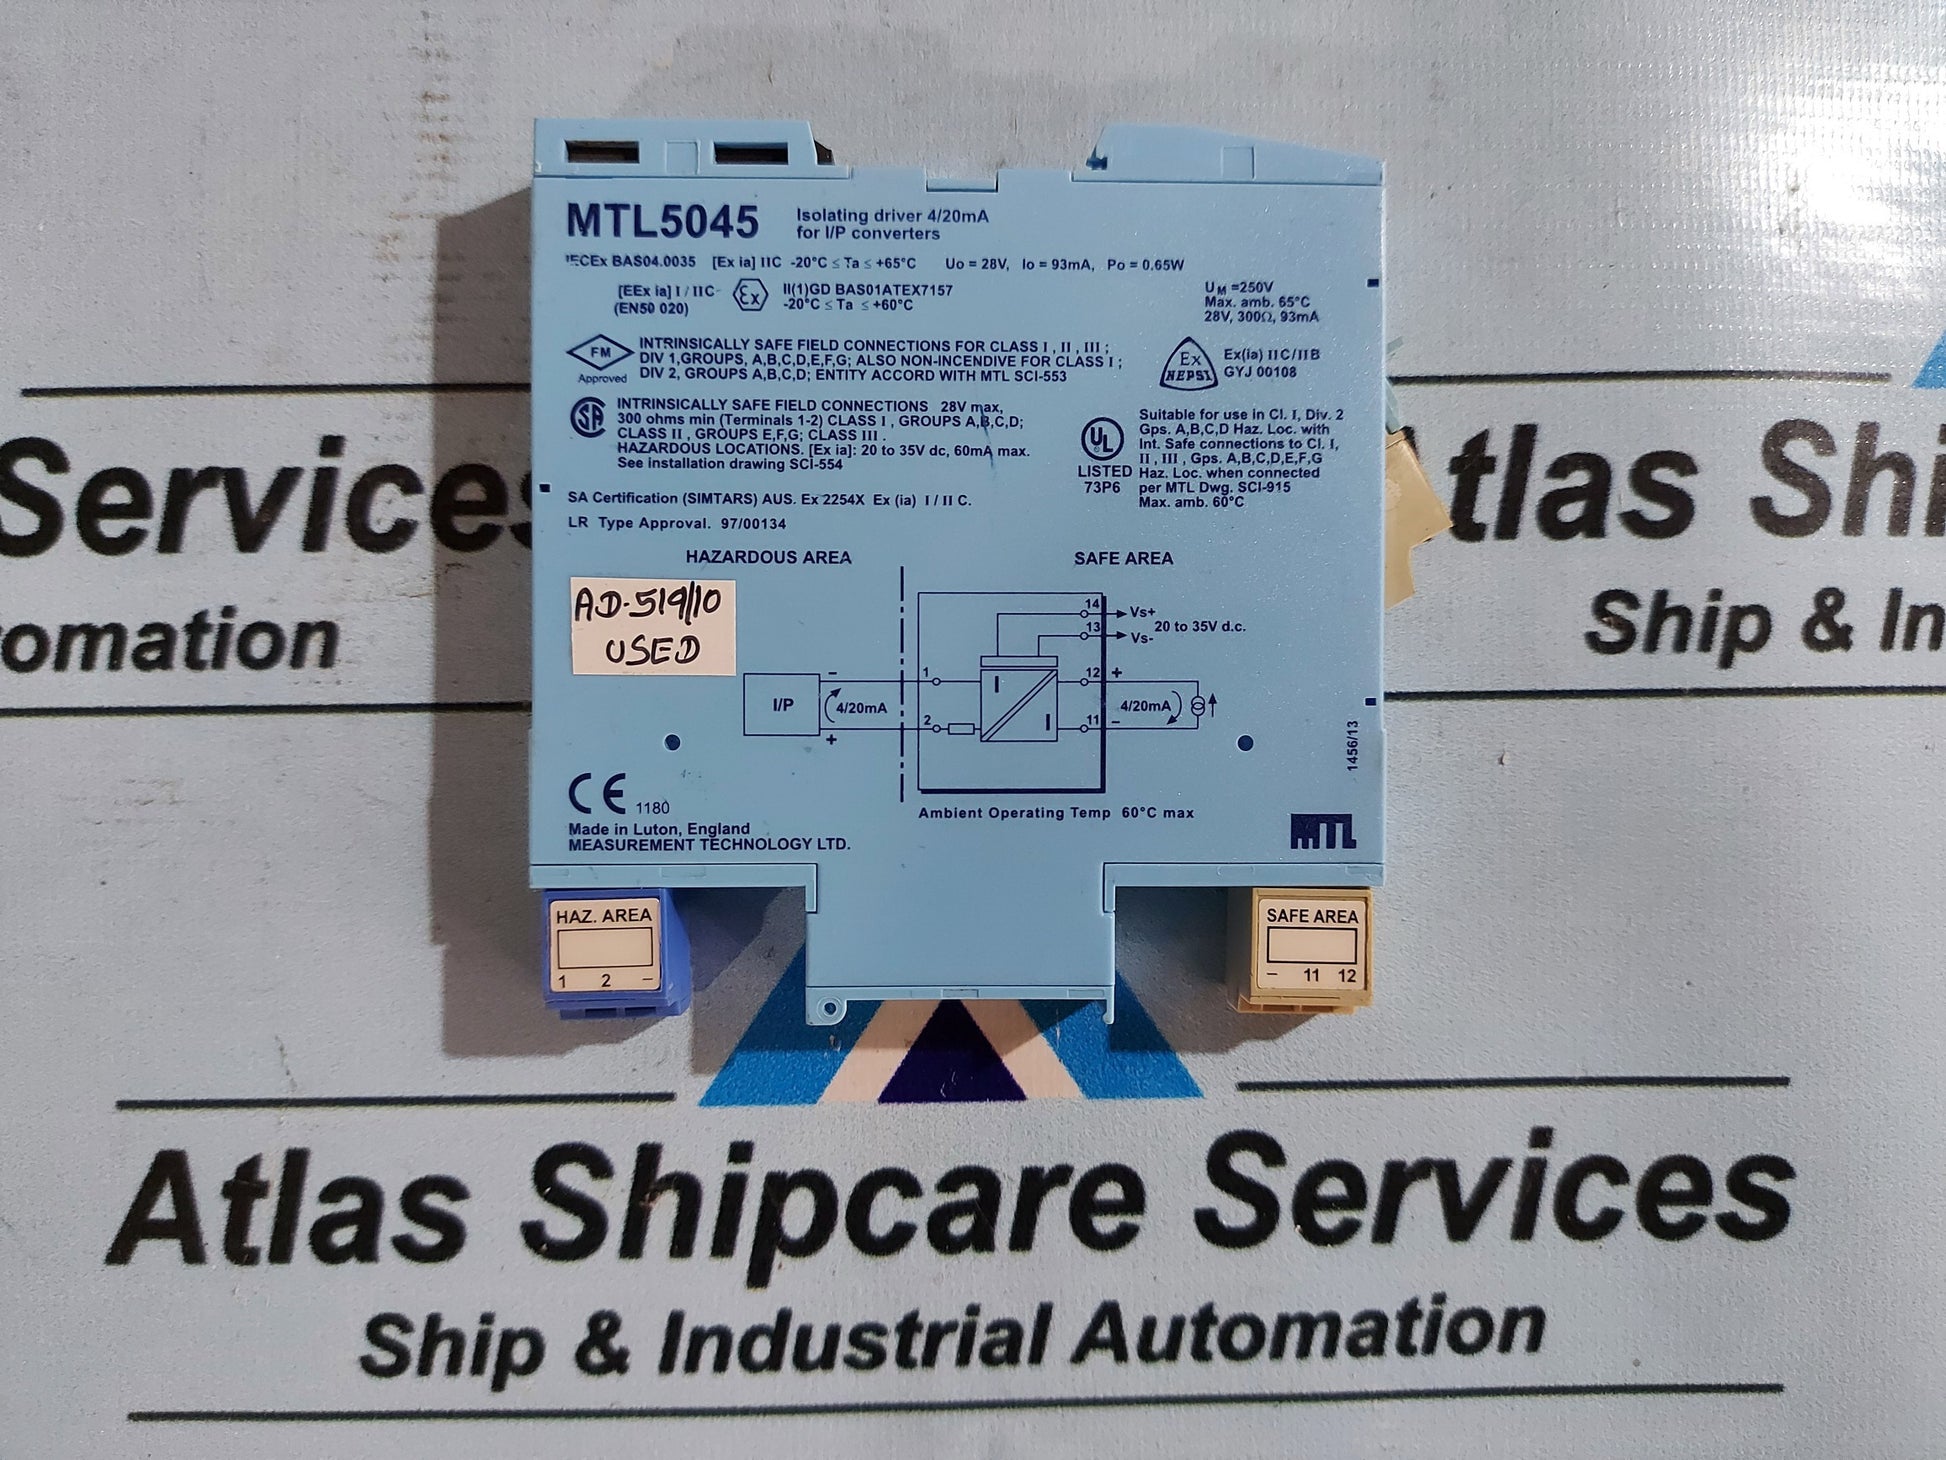 MTL5045
Isolating driver 4/20mA
for I/P converters
IECEx BAS04.0035 [Ex ia] IIC -20°C ≤ Ta ≤ +65°C Uo = 28V, Io = 93mA, Po = 0.65W
[EEx ia] I / IIC
(EN50 020)
Ex
II(1)GD BAS01ATEX7157
-20°C ≤ Ta ≤ +60°C
UM =250V
Max. amb. 65°C
28V, 300Ω, 93mA
FM
Approved
INTRINSICALLY SAFE FIELD CONNECTIONS FOR CLASS I , II , III ;
DIV 1,GROUPS, A,B,C,D,E,F,G; ALSO NON-INCENDIVE FOR CLASS I ;
DIV 2, GROUPS A,B,C,D; ENTITY ACCORD WITH MTL SCI-553
Ex
NEPSI
Ex(ia) IIC/IIB
GYJ 00108
SA
INTRINSICALLY SAFE FIELD CONNECTIONS 28V max,
300 ohms min (Terminals 1-2) CLASS I , GROUPS A,B,C,D;
CLASS II , GROUPS E,F,G; CLASS III .
HAZARDOUS LOCATIONS. [Ex ia]: 20 to 35V dc, 60mA max.
See installation drawing SCI-554
UL
LISTED
73P6
Suitable for use in Cl. I, Div. 2
Gps. A,B,C,D Haz. Loc. with
Int. Safe connections to Cl. I,
II , III , Gps. A,B,C,D,E,F,G
Haz. Loc. when connected
per MTL Dwg. SCI-915
Max. amb. 60°C
SA Certification (SIMTARS) AUS. Ex 2254X Ex (ia) I / II C.
LR Type Approval. 97/00134
HAZARDOUS AREA
SAFE AREA
AD-519/10
USED
I/P
−
4/20mA
+
1
2
I
I
14
13
12
11
Vs+
Vs-
20 to 35V d.c.
+
4/20mA
−
1456/13
CE 1180
Made in Luton, England
MEASUREMENT TECHNOLOGY LTD.
Ambient Operating Temp 60°C max
MTL
HAZ. AREA
1 2 −
SAFE AREA
− 11 12
Services
omation
tlas Shi
Ship & In
Atlas Shipcare Services
Ship & Industrial Automation